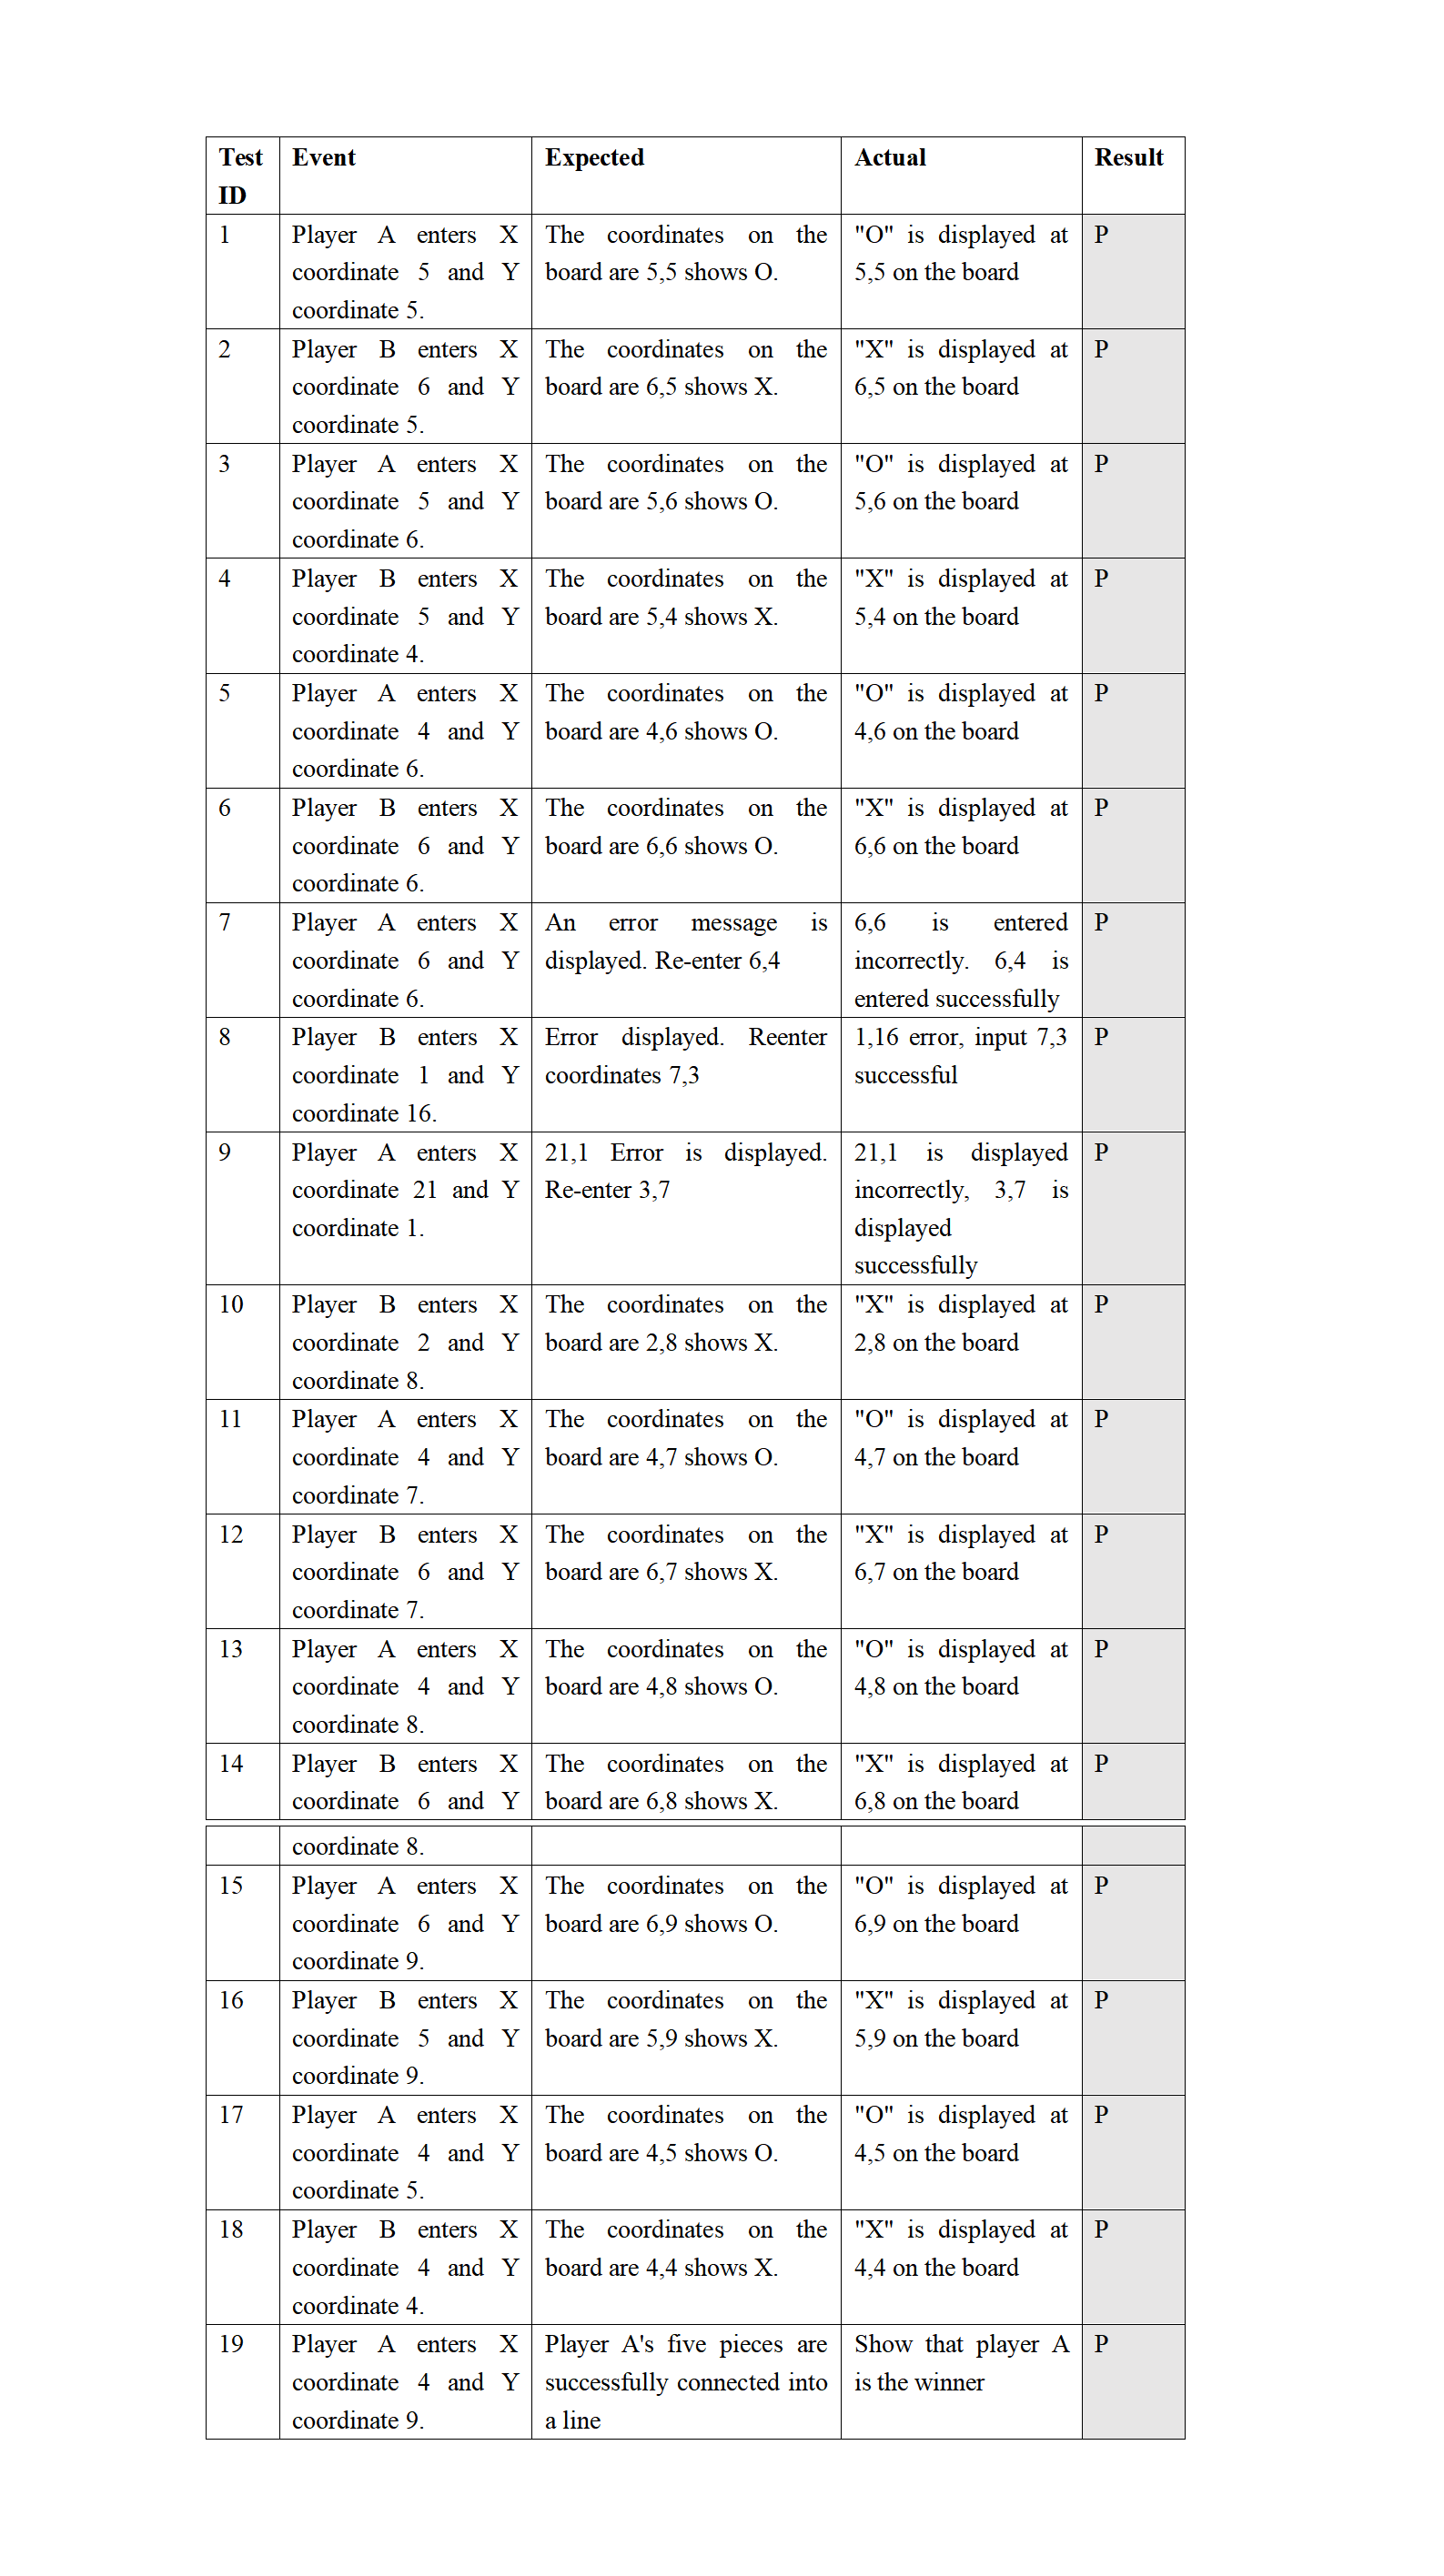 Test Event Expected Actual Result
ID
1 Player A enters X The coordinates on the "O" is displayed at P
coordinate 5 and Y board are 5,5 shows O. 5,5 on the board
coordinate 5.
2 Player B enters X The coordinates on the "X" is displayed at P
coordinate 6 and Y board are 6,5 shows X. 6,5 on the board
coordinate 5.
3 Player A enters X The coordinates on the "O" is displayed at P
coordinate 5 and Y board are 5,6 shows O. 5,6 on the board
coordinate 6.
4 Player B enters X The coordinates on the "X" is displayed at P
coordinate 5 and Y board are 5,4 shows X. 5,4 on the board
coordinate 4.
5 Player A enters X The coordinates on the "O" is displayed at P
coordinate 4 and Y board are 4,6 shows O. 4,6 on the board
coordinate 6.
6 Player B enters X The coordinates on the "X" is displayed at P
coordinate 6 and Y board are 6,6 shows O. 6,6 on the board
coordinate 6.
7 Player A enters X An error message is 6,6 is entered P
coordinate 6 and Y displayed. Re-enter 6,4 incorrectly. 6,4 is
coordinate 6. entered successfully
8 Player B enters X Error displayed. Reenter 1,16 error, input 7,3 P
coordinate 1 and Y coordinates 7,3 successful
coordinate 16.
9 Player A enters X 21,1 Error is displayed. 21,1 is displayed P
coordinate 21 and Y Re-enter 3,7 incorrectly, 3,7 is
coordinate 1. displayed
successfully
10 Player B enters X The coordinates on the "X" is displayed at P
coordinate 2 and Y board are 2,8 shows X. 2,8 on the board
coordinate 8.
11 Player A enters X The coordinates on the "O" is displayed at P
coordinate 4 and Y board are 4,7 shows O. 4,7 on the board
coordinate 7.
12 Player B enters X The coordinates on the "X" is displayed at P
coordinate 6 and Y board are 6,7 shows X. 6,7 on the board
coordinate 7.
13 Player A enters X The coordinates on the "O" is displayed at P
coordinate 4 and Y board are 4,8 shows O. 4,8 on the board
coordinate 8.
14 Player B enters X The coordinates on the "X" is displayed at P
coordinate 6 and Y board are 6,8 shows X. 6,8 on the board
coordinate 8.
15 Player A enters X The coordinates on the "O" is displayed at P
coordinate 6 and Y board are 6,9 shows O. 6,9 on the board
coordinate 9.
16 Player B enters X The coordinates on the "X" is displayed at P
coordinate 5 and Y board are 5,9 shows X. 5,9 on the board
coordinate 9.
17 Player A enters X The coordinates on the "O" is displayed at P
coordinate 4 and Y board are 4,5 shows O. 4,5 on the board
coordinate 5.
18 Player B enters X The coordinates on the "X" is displayed at P
coordinate 4 and Y board are 4,4 shows X. 4,4 on the board
coordinate 4.
19 Player A enters X Player A's five pieces are Show that player A P
coordinate 4 and Y successfully connected into is the winner
coordinate 9. a line